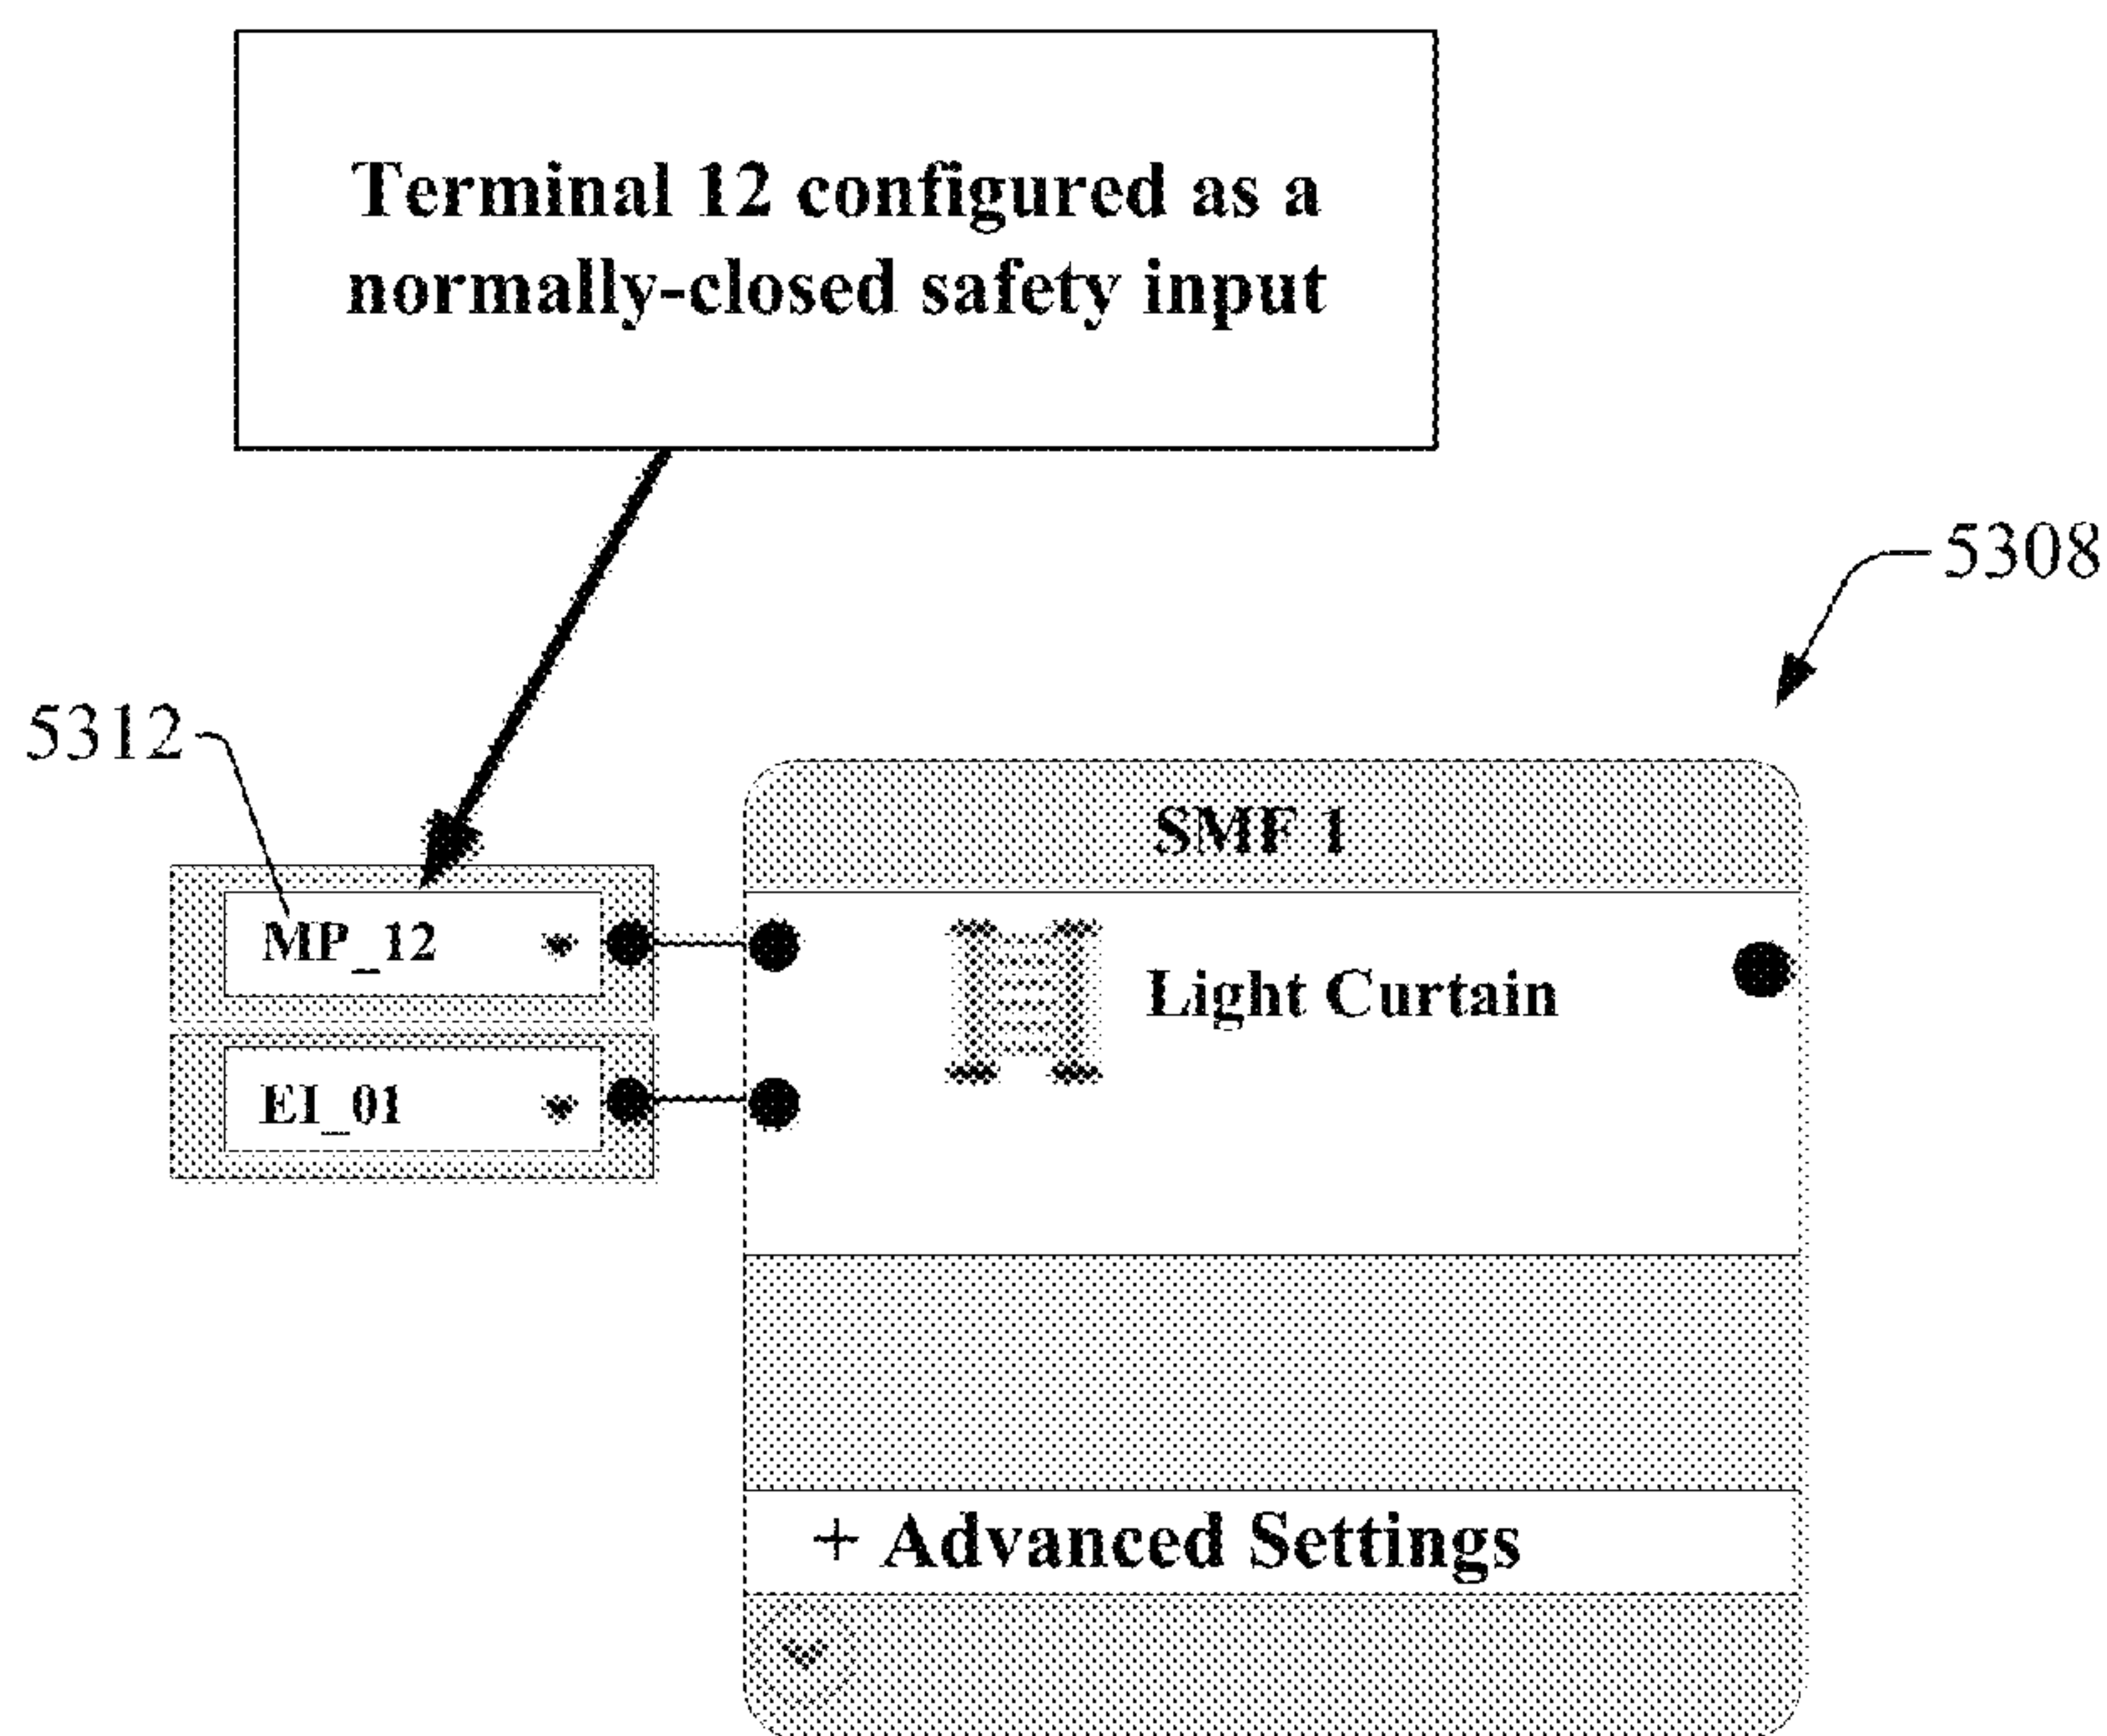 Terminal 12 configured as a
normally-closed safety input
5308
5312
SMF 1
MP_12
Light Curtain
EI_01
+ Advanced Settings